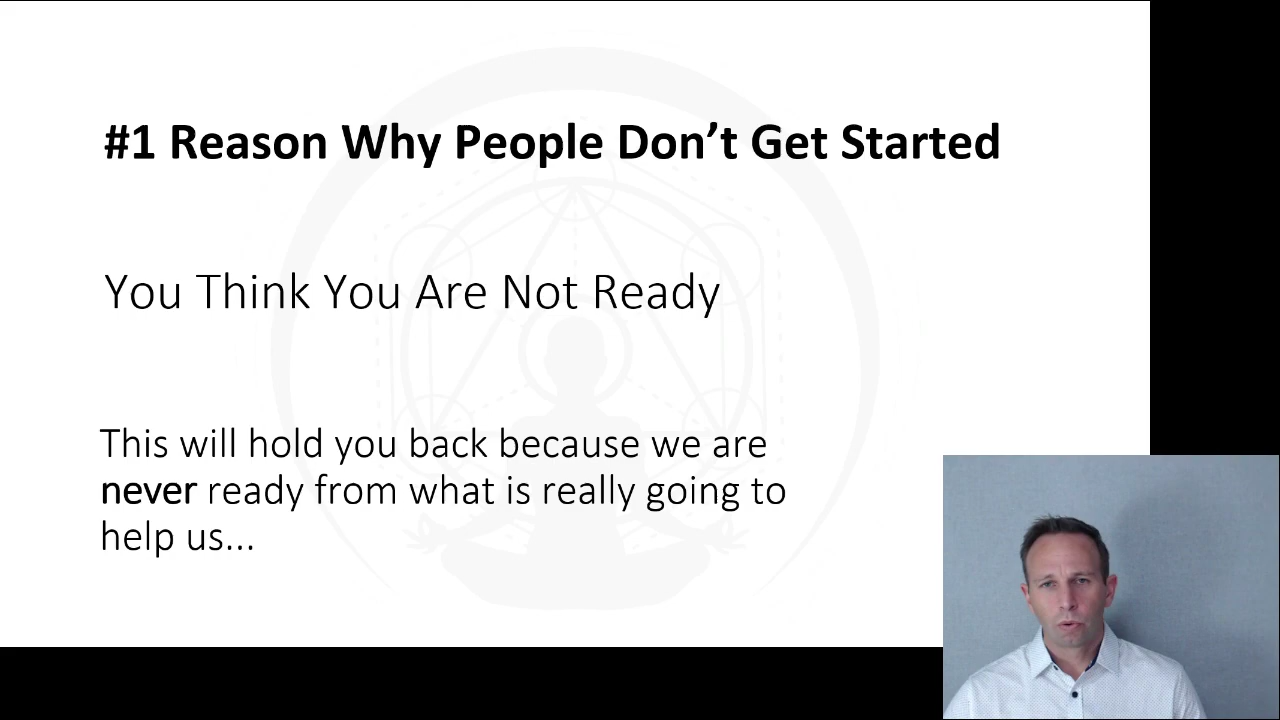 #1 Reason Why People Don’t Get Started
You Think You Are Not Ready
This will hold you back because we are
never ready from what is really going to
help us...